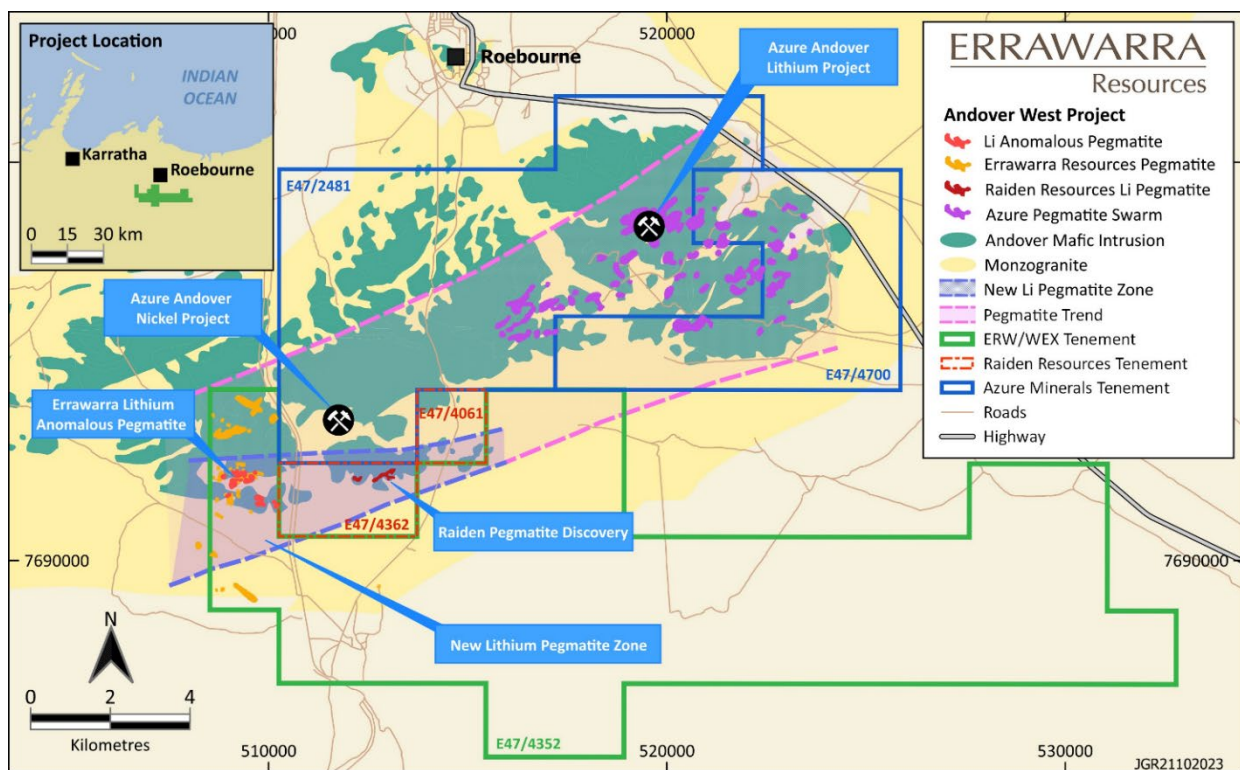 Project Location
INDIAN
OCEAN
Karratha
Roebourne
0 15 30 km
520000
Roebourne
Azure Andover
Lithium Project
E47/2481
Azure Andover
Nickel Project
Errawarra Lithium
Anomalous Pegmatite
E47/4061
E47/4700
E47/4362
Raiden Pegmatite Discovery
7690000
7690000
New Lithium Pegmatite Zone
N
0 2 4
Kilometres
E47/4352
510000
520000
530000
JGR21102023
ERRAWARRA
Resources
Andover West Project
Li Anomalous Pegmatite
Errawarra Resources Pegmatite
Raiden Resources Li Pegmatite
Azure Pegmatite Swarm
Andover Mafic Intrusion
Monzogranite
New Li Pegmatite Zone
Pegmatite Trend
ERW/WEX Tenement
Raiden Resources Tenement
Azure Minerals Tenement
Roads
Highway